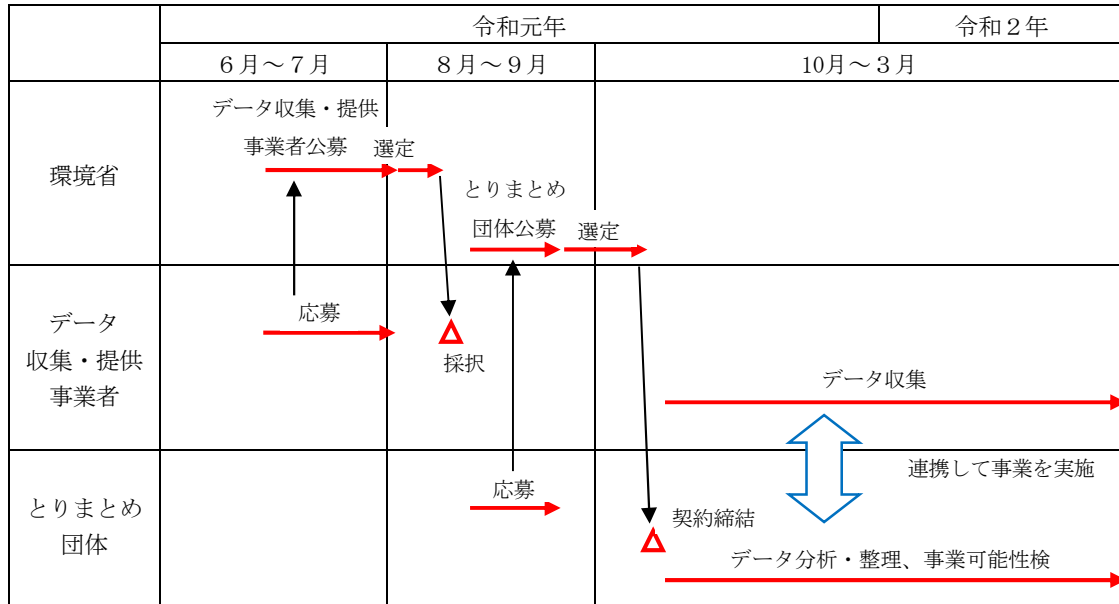 令和元年
令和２年
６月～７月
８月～９月
10月～３月
環境省
データ収集・提供
事業者公募
選定
とりまとめ
団体公募
選定
データ
収集・提供
事業者
応募
採択
データ収集
連携して事業を実施
とりまとめ
団体
応募
契約締結
データ分析・整理、事業可能性検